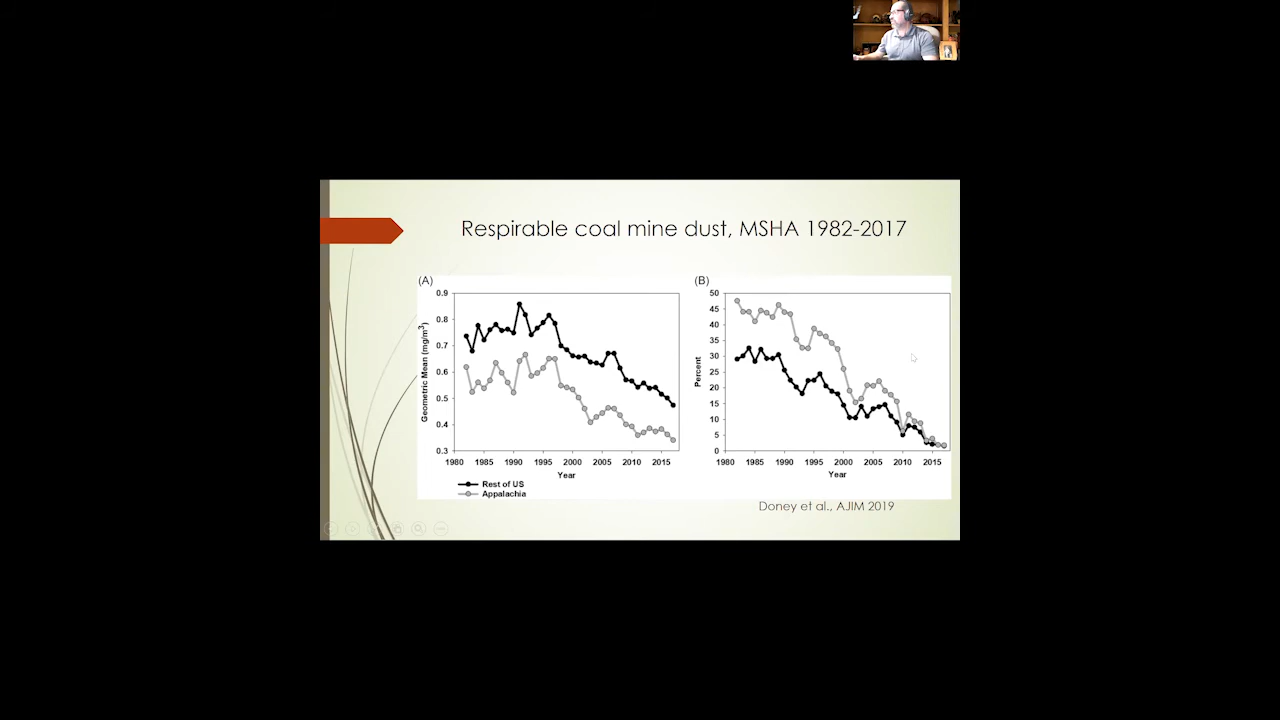 Respirable coal mine dust, MSHA 1982-2017
(A)
0.9
0.8
0.7
0.6
0.5
0.4
0.3
Geometric Mean (mg/m³)
1980 1985 1990 1995 2000 2005 2010 2015
Year
Rest of US
Appalachia
(B)
50
45
40
35
30
25
20
15
10
5
0
Percent
1980 1985 1990 1995 2000 2005 2010 2015
Year
Doney et al., AJIM 2019